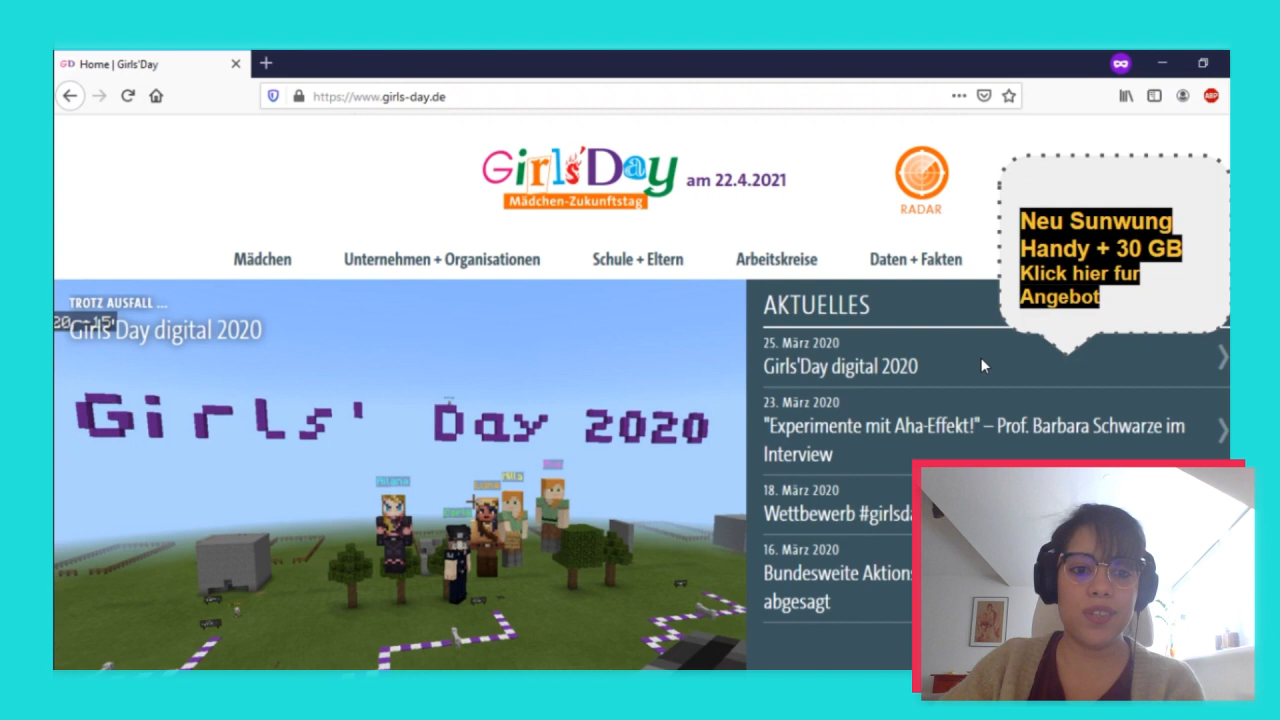 GD Home | Girls'Day
https://www.girls-day.de
ABP
Girls'Day am 22.4.2021
Mädchen-Zukunftstag
RADAR
Neu Sunwung
Handy + 30 GB
Klick hier fur
Angebot
Mädchen
Unternehmen + Organisationen
Schule + Eltern
Arbeitskreise
Daten + Fakten
TROTZ AUSFALL ...
Girls'Day digital 2020
Girls' Day 2020
AKTUELLES
25. März 2020
Girls'Day digital 2020
23. März 2020
"Experimente mit Aha-Effekt!" – Prof. Barbara Schwarze im
Interview
18. März 2020
Wettbewerb #girlsda
16. März 2020
Bundesweite Aktion
abgesagt